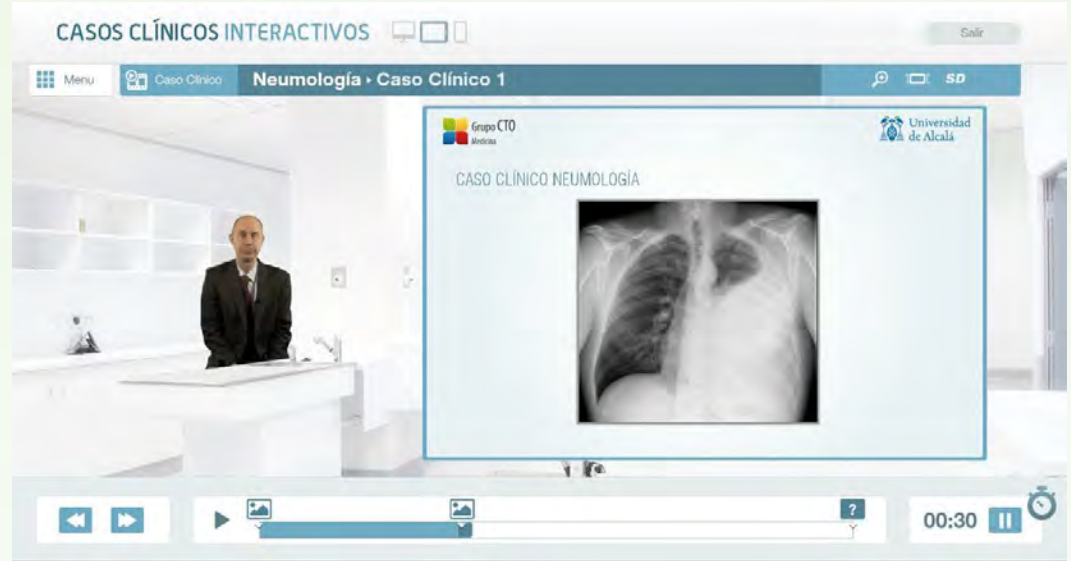 CASOS CLÍNICOS INTERACTIVOS
Salir
Menu
Caso Clínico
Neumología › Caso Clínico 1
SD
Grupo CTO
Medicina
Universidad
de Alcalá
CASO CLÍNICO NEUMOLOGÍA
?
00:30